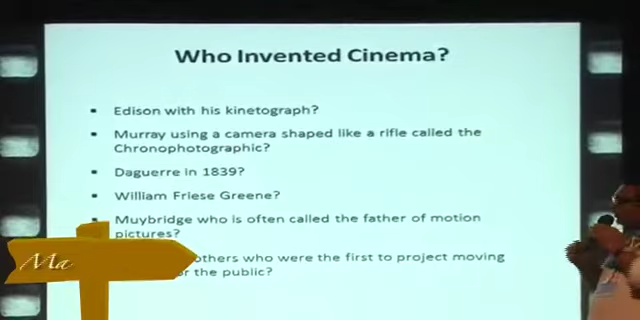 Who Invented Cinema?
Edison with his kinetograph?
Murray using a camera shaped like a rifle called the
Chronophotographic?
Daguerre in 1839?
William Friese Greene?
Muybridge who is often called the father of motion
pictures?
who were the first to project moving
the public?
Ma